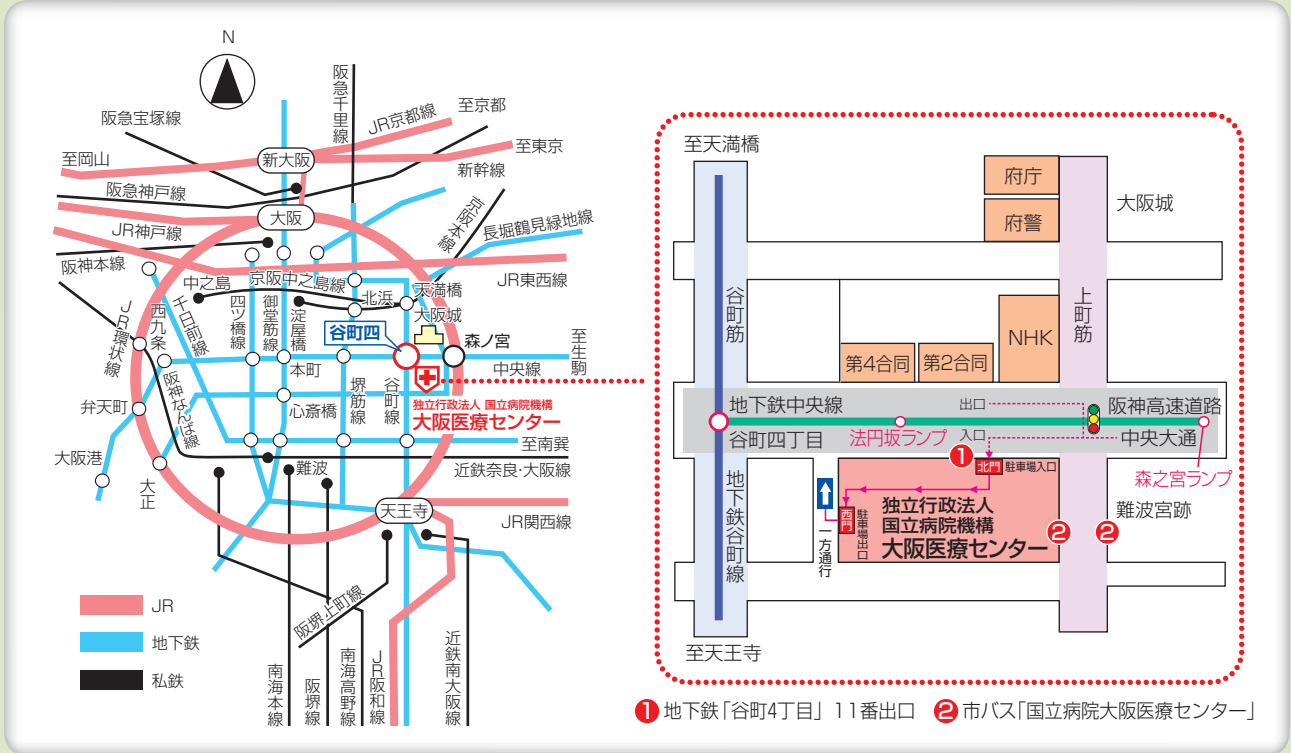 N
阪急宝塚線
阪急千里線
JR京都線
至京都
至岡山
新大阪
至東京
阪急神戸線
新幹線
大阪
京阪本線
長堀鶴見緑地線
JR神戸線
阪神本線
JR東西線
中之島
京阪中之島線
北浜
天満橋
大阪城
JR環状線
西九条
千日前線
四ツ橋線
御堂筋線
淀屋橋
谷町四
森ノ宮
至生駒
本町
中央線
堺筋線
谷町線
阪神なんば線
弁天町
心斎橋
独立行政法人 国立病院機構
大阪医療センター
至南巽
大阪港
難波
近鉄奈良・大阪線
大正
天王寺
JR関西線
阪堺上町線
南海本線
阪堺線
南海高野線
JR阪和線
近鉄南大阪線
JR
地下鉄
私鉄
至天満橋
府庁
府警
大阪城
谷町筋
上町筋
NHK
第4合同
第2合同
地下鉄中央線
出口
阪神高速道路
谷町四丁目
法円坂ランプ
入口
中央大通
1
北門
駐車場入口
森之宮ランプ
地下鉄谷町線
西門
駐車場出口
一方通行
独立行政法人
国立病院機構
大阪医療センター
難波宮跡
2
2
至天王寺
1 地下鉄「谷町4丁目」11番出口 2 市バス「国立病院大阪医療センター」